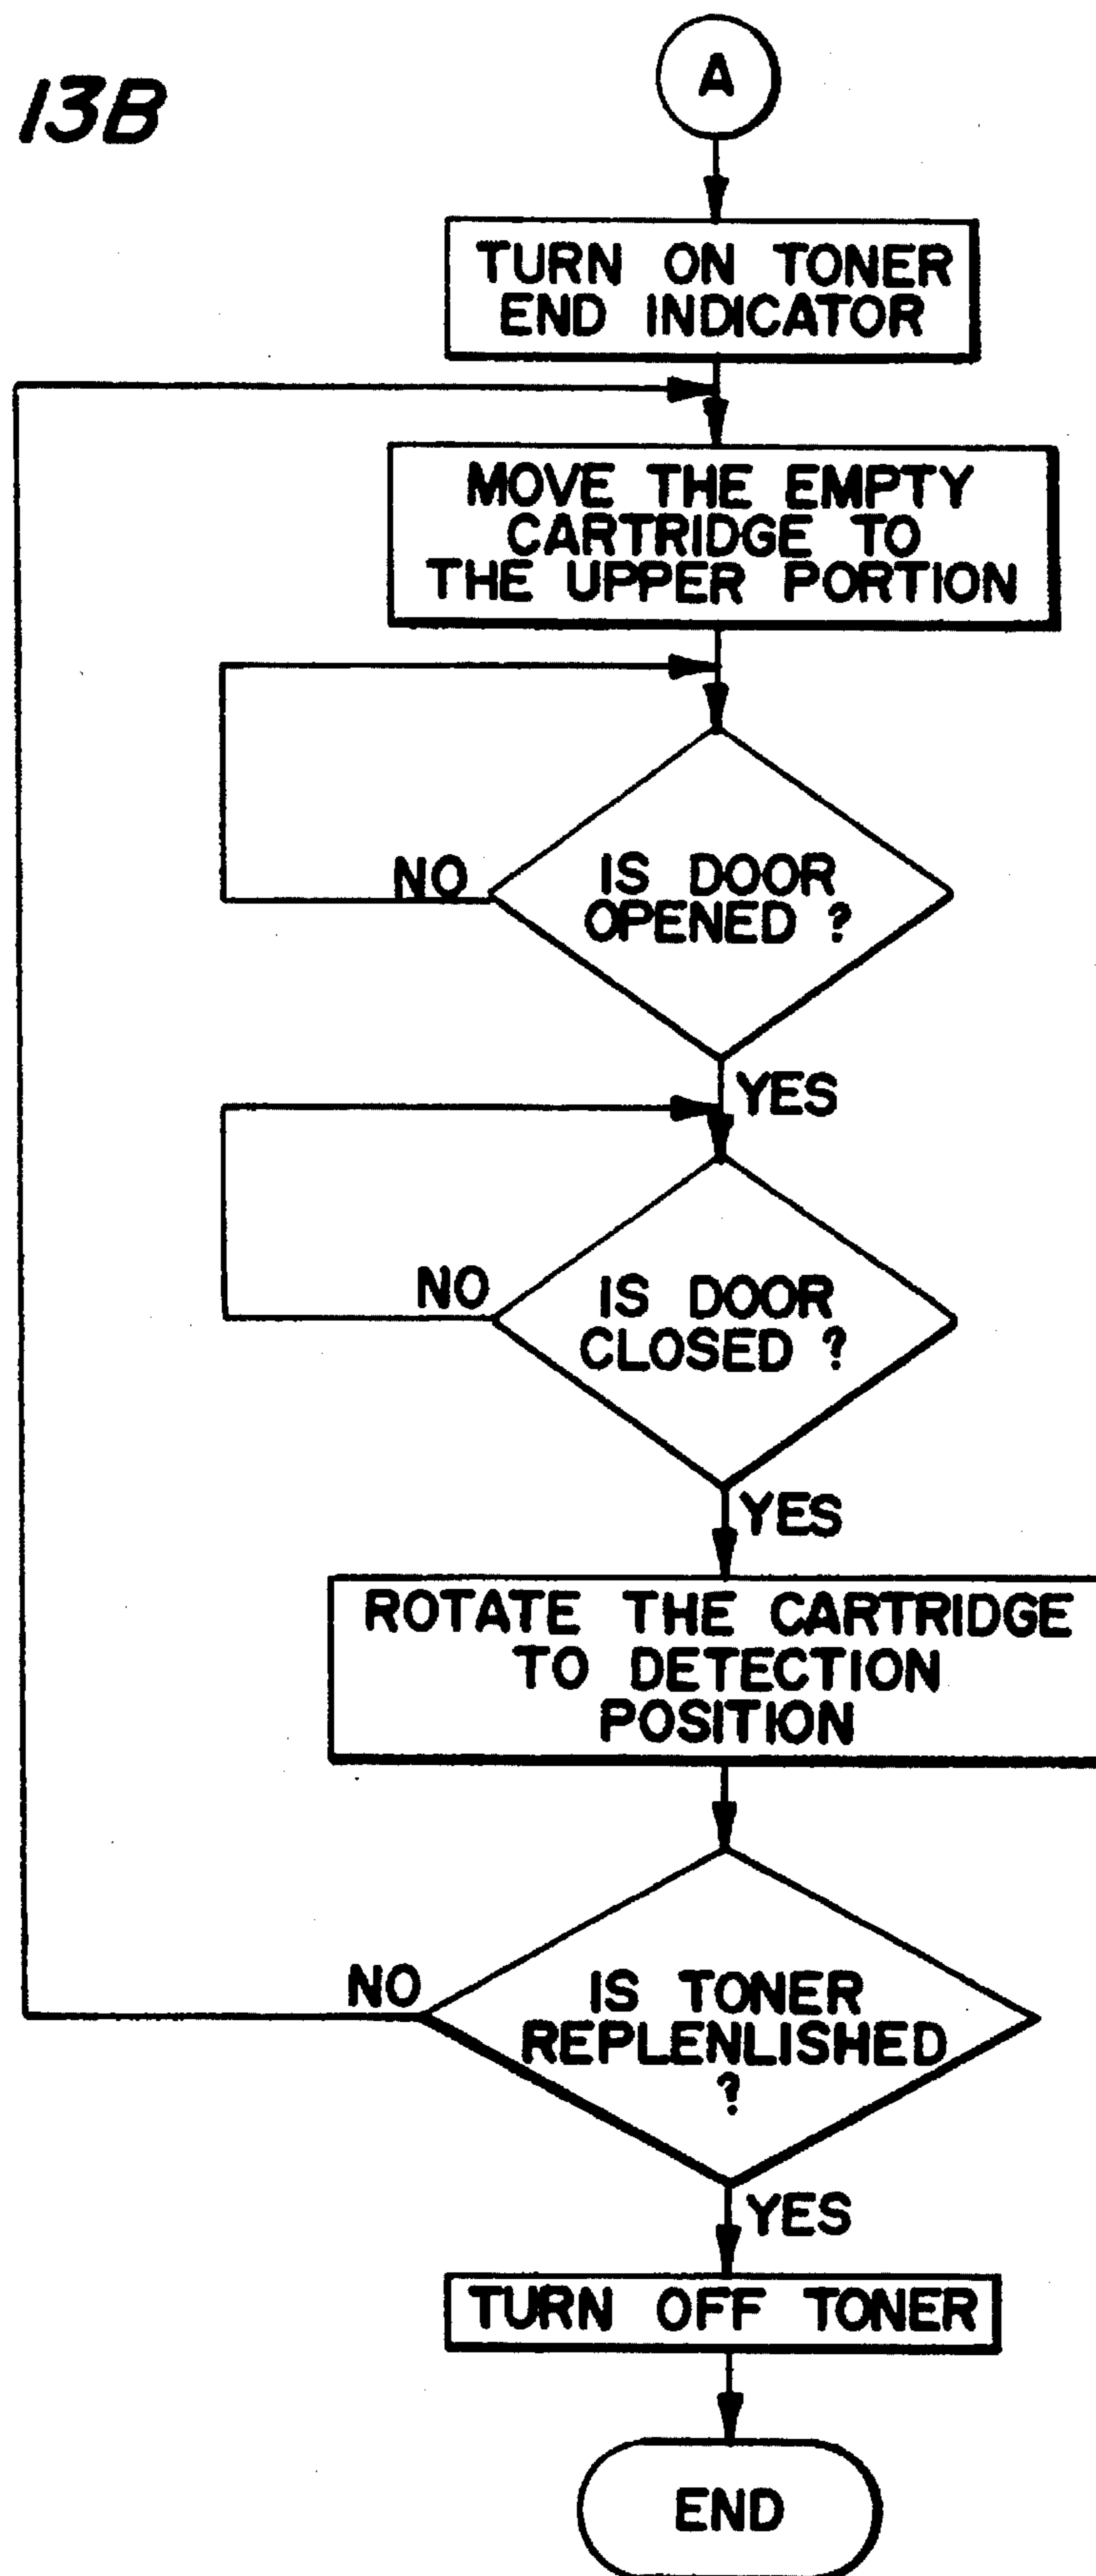 13B
A
TURN ON TONER
END INDICATOR
MOVE THE EMPTY
CARTRIDGE TO
THE UPPER PORTION
NO
IS DOOR
OPENED ?
YES
NO
IS DOOR
CLOSED ?
YES
ROTATE THE CARTRIDGE
TO DETECTION
POSITION
NO
IS TONER
REPLENLISHED
?
YES
TURN OFF TONER
END